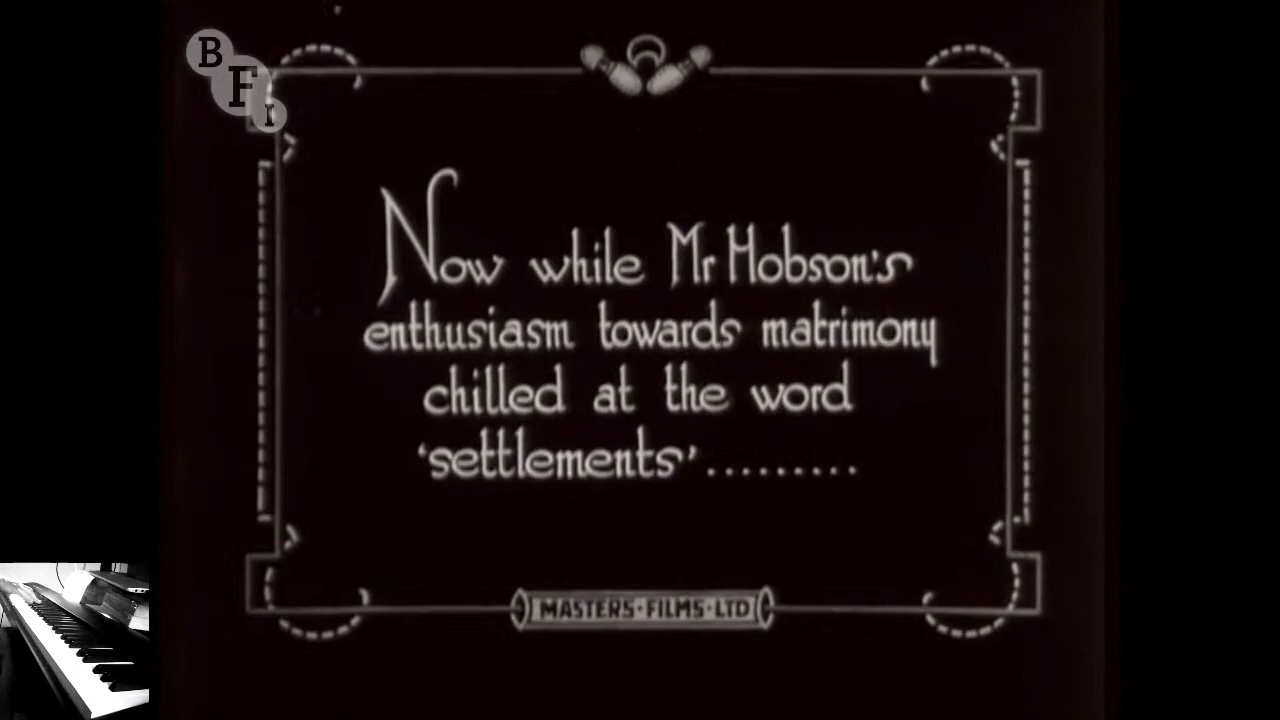 BFI
Now while Mr Hobson's
enthusiasm towards matrimony
chilled at the word
'settlements'.........
MASTERS·FILMS·LTD